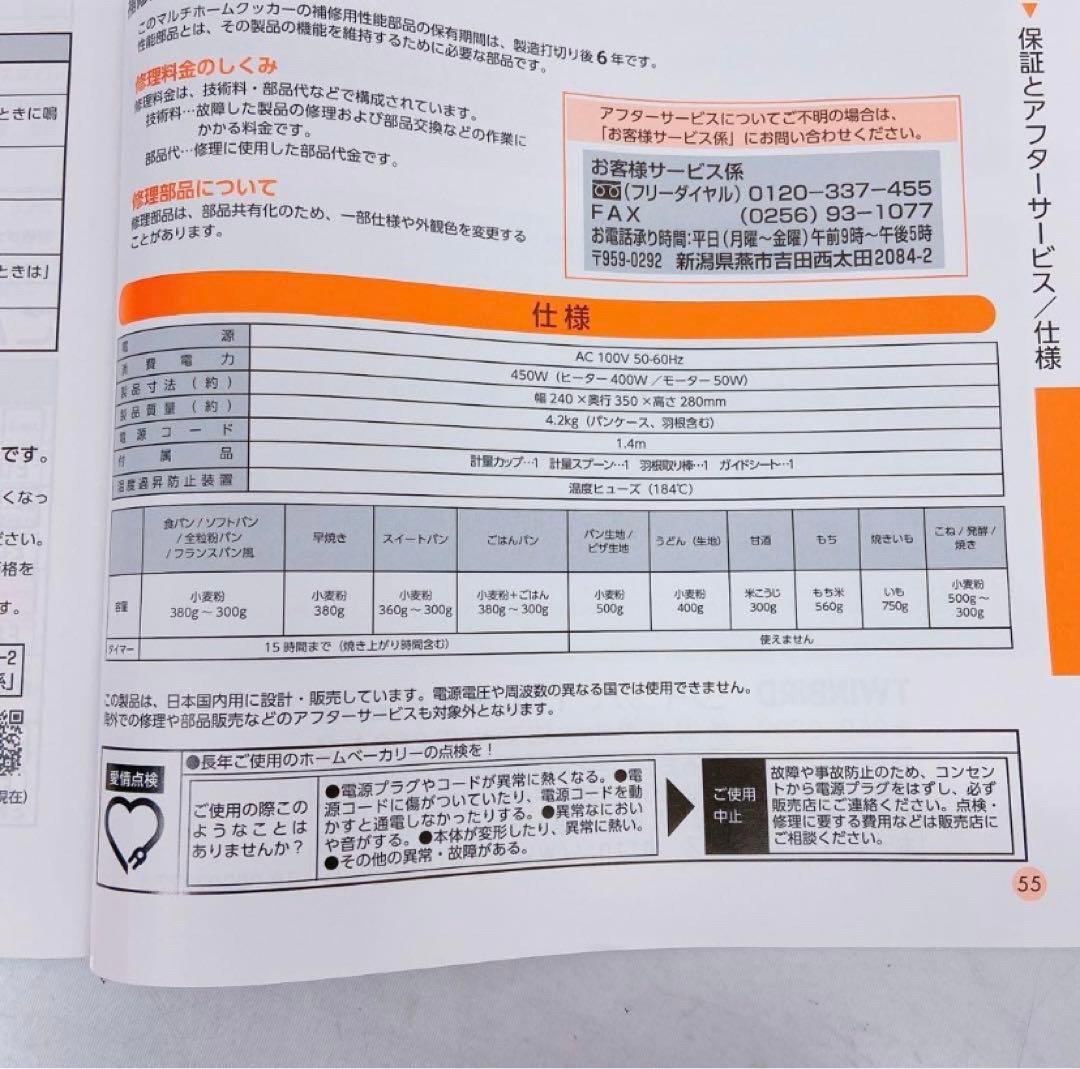 このマルチホームクッカーの補修用性能部品の保有期間は、製造打切り後6年です。
性能部品とは、その製品の機能を維持するために必要な部品です。
修理料金のしくみ
修理料金は、技術料・部品代などで構成されています。
技術料…故障した製品の修理および部品交換などの作業に
かかる料金です。
部品代…修理に使用した部品代金です。
修理部品について
修理部品は、部品共有化のため、一部仕様や外観色を変更する
ことがあります。
アフターサービスについてご不明の場合は、
「お客様サービス係」にお問い合わせください。
お客様サービス係
(フリーダイヤル) 0120-337-455
FAX (0256) 93-1077
お電話承り時間:平日(月曜〜金曜)午前9時〜午後5時
〒959-0292 新潟県燕市吉田西太田2084-2
▼保証とアフターサービス/仕様
仕様
電源 AC 100V 50-60Hz
消費電力 450W(ヒーター 400W/モーター 50W)
製品寸法(約) 幅 240×奥行 350×高さ 280mm
製品質量(約) 4.2kg(パンケース、羽根含む)
電源コード 1.4m
付属品 計量カップ…1 計量スプーン…1 羽根取り棒…1 ガイドシート…1
温度過昇防止装置 温度ヒューズ(184℃)
食パン/ソフトパン/全粒粉パン/フランスパン風 早焼き スイートパン ごはんパン パン生地/ピザ生地 うどん(生地) 甘酒 もち 焼きいも こね/発酵/焼き
容量 小麦粉 380g〜300g 小麦粉 380g 小麦粉 360g〜300g 小麦粉+ごはん 380g〜300g 小麦粉 500g 小麦粉 400g 米こうじ 300g もち米 560g いも 750g 小麦粉 500g〜300g
タイマー 15時間まで(焼き上がり時間含む) 使えません
この製品は、日本国内用に設計・販売しています。電源電圧や周波数の異なる国では使用できません。
海外での修理や部品販売などのアフターサービスも対象外となります。
愛情点検
●長年ご使用のホームベーカリーの点検を!
ご使用の際この
ようなことは
ありませんか?
●電源プラグやコードが異常に熱くなる。●電
源コードに傷がついていたり、電源コードを動
かすと通電しなかったりする。●異常なにおい
や音がする。●本体が変形したり、異常に熱い。
●その他の異常・故障がある。
ご使用
中止
故障や事故防止のため、コンセン
トから電源プラグをはずし、必ず
販売店にご連絡ください。点検・
修理に要する費用などは販売店に
ご相談ください。
55
ときに鳴
ときは」
です。
くなっ
ださい。
格を
す。
-2
係」
現在)